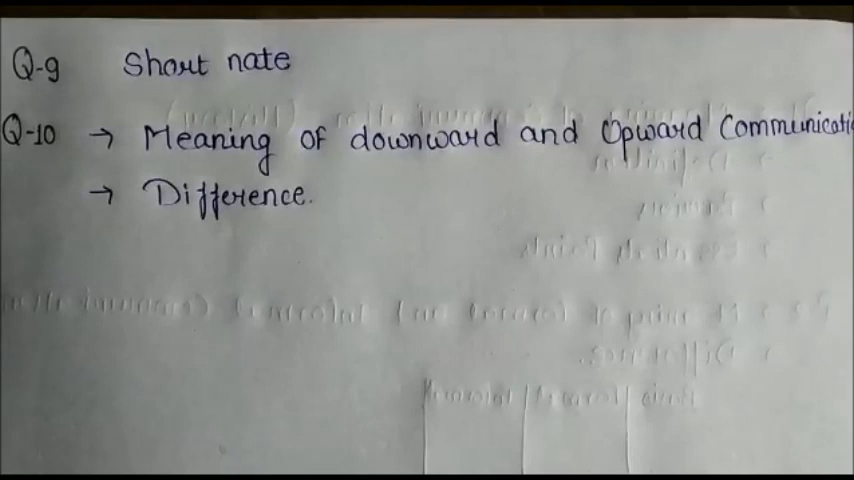 Q-9 Short nate
Q-10 → Meaning of downward and Upward Communicati
→ Difference.